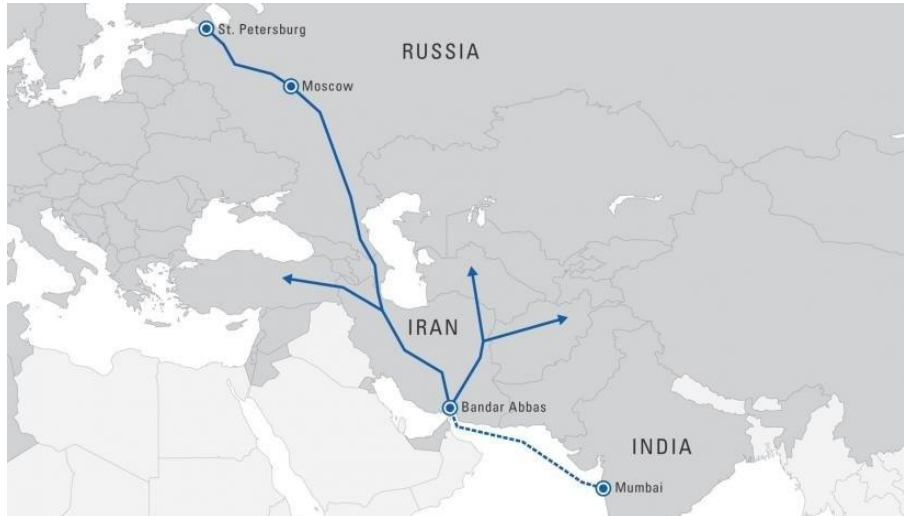 St. Petersburg
RUSSIA
Moscow
IRAN
Bandar Abbas
INDIA
Mumbai